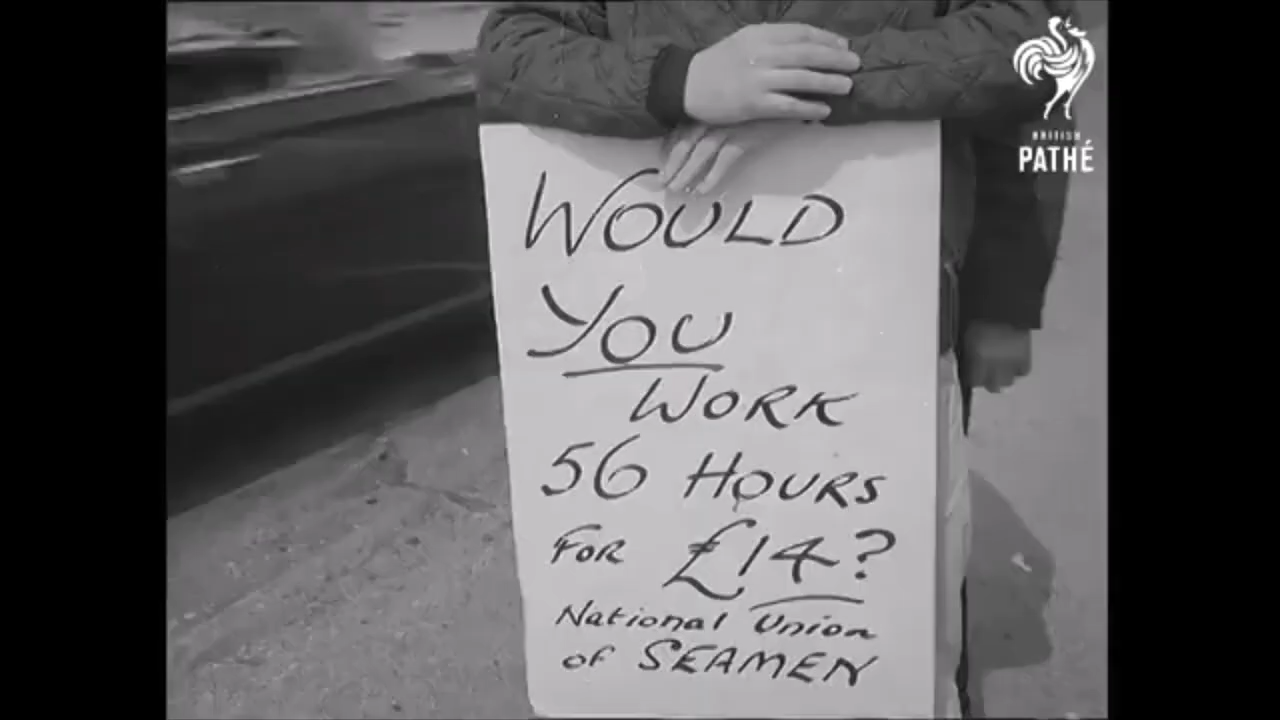 BRITISH
PATHÉ
WOULD
YOU
WORK
56 HOURS
FOR £14?
National Union
of SEAMEN